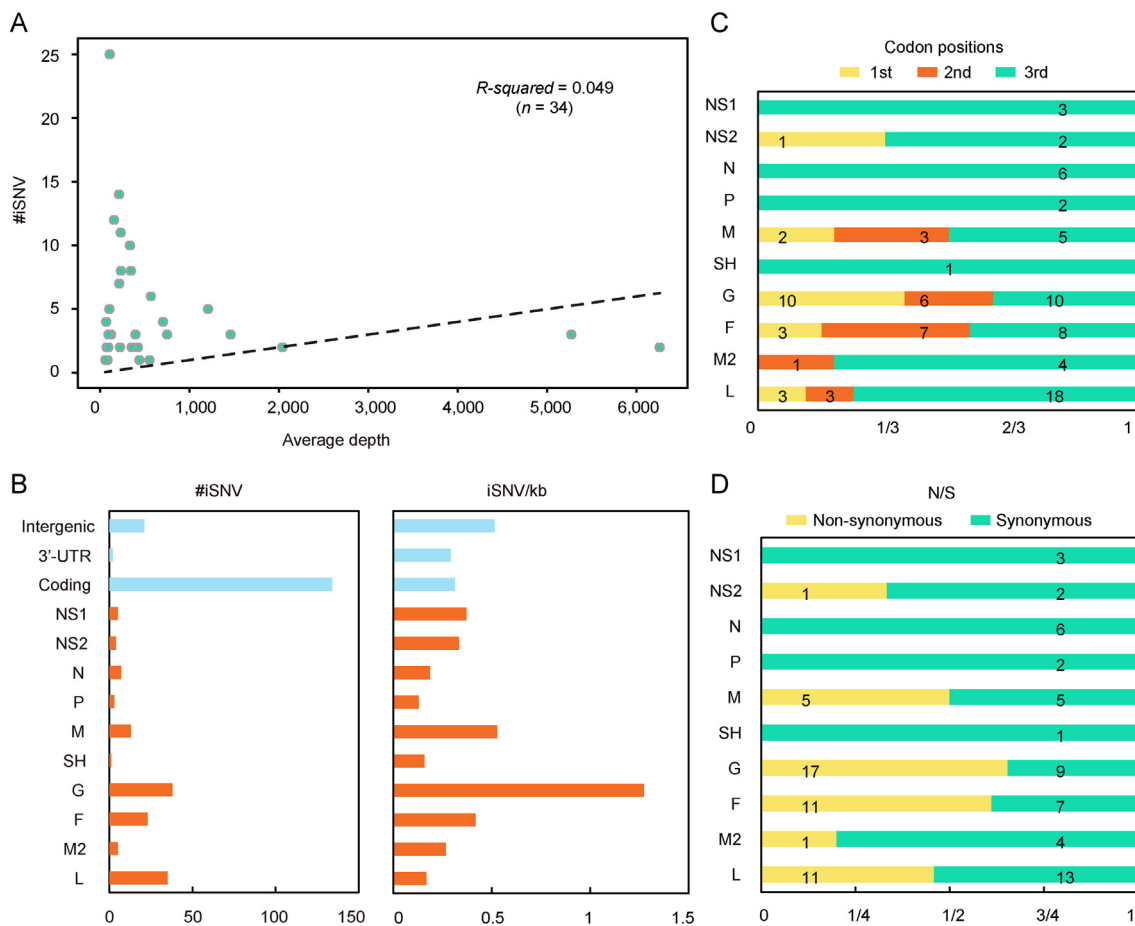 A
25
20
15
10
5
0
#iSNV
R-squared = 0.049
(n = 34)
0 1,000 2,000 3,000 4,000 5,000 6,000
Average depth
B
#iSNV iSNV/kb
Intergenic
3'-UTR
Coding
NS1
NS2
N
P
M
SH
G
F
M2
L
0 50 100 150
0 0.5 1 1.5
C
Codon positions
1st 2nd 3rd
NS1 3
NS2 1 2
N 6
P 2
M 2 3 5
SH 1
G 10 6 10
F 3 7 8
M2 1 4
L 3 3 18
0 1/3 2/3 1
D
N/S
Non-synonymous Synonymous
NS1 3
NS2 1 2
N 6
P 2
M 5 5
SH 1
G 17 9
F 11 7
M2 1 4
L 11 13
0 1/4 1/2 3/4 1